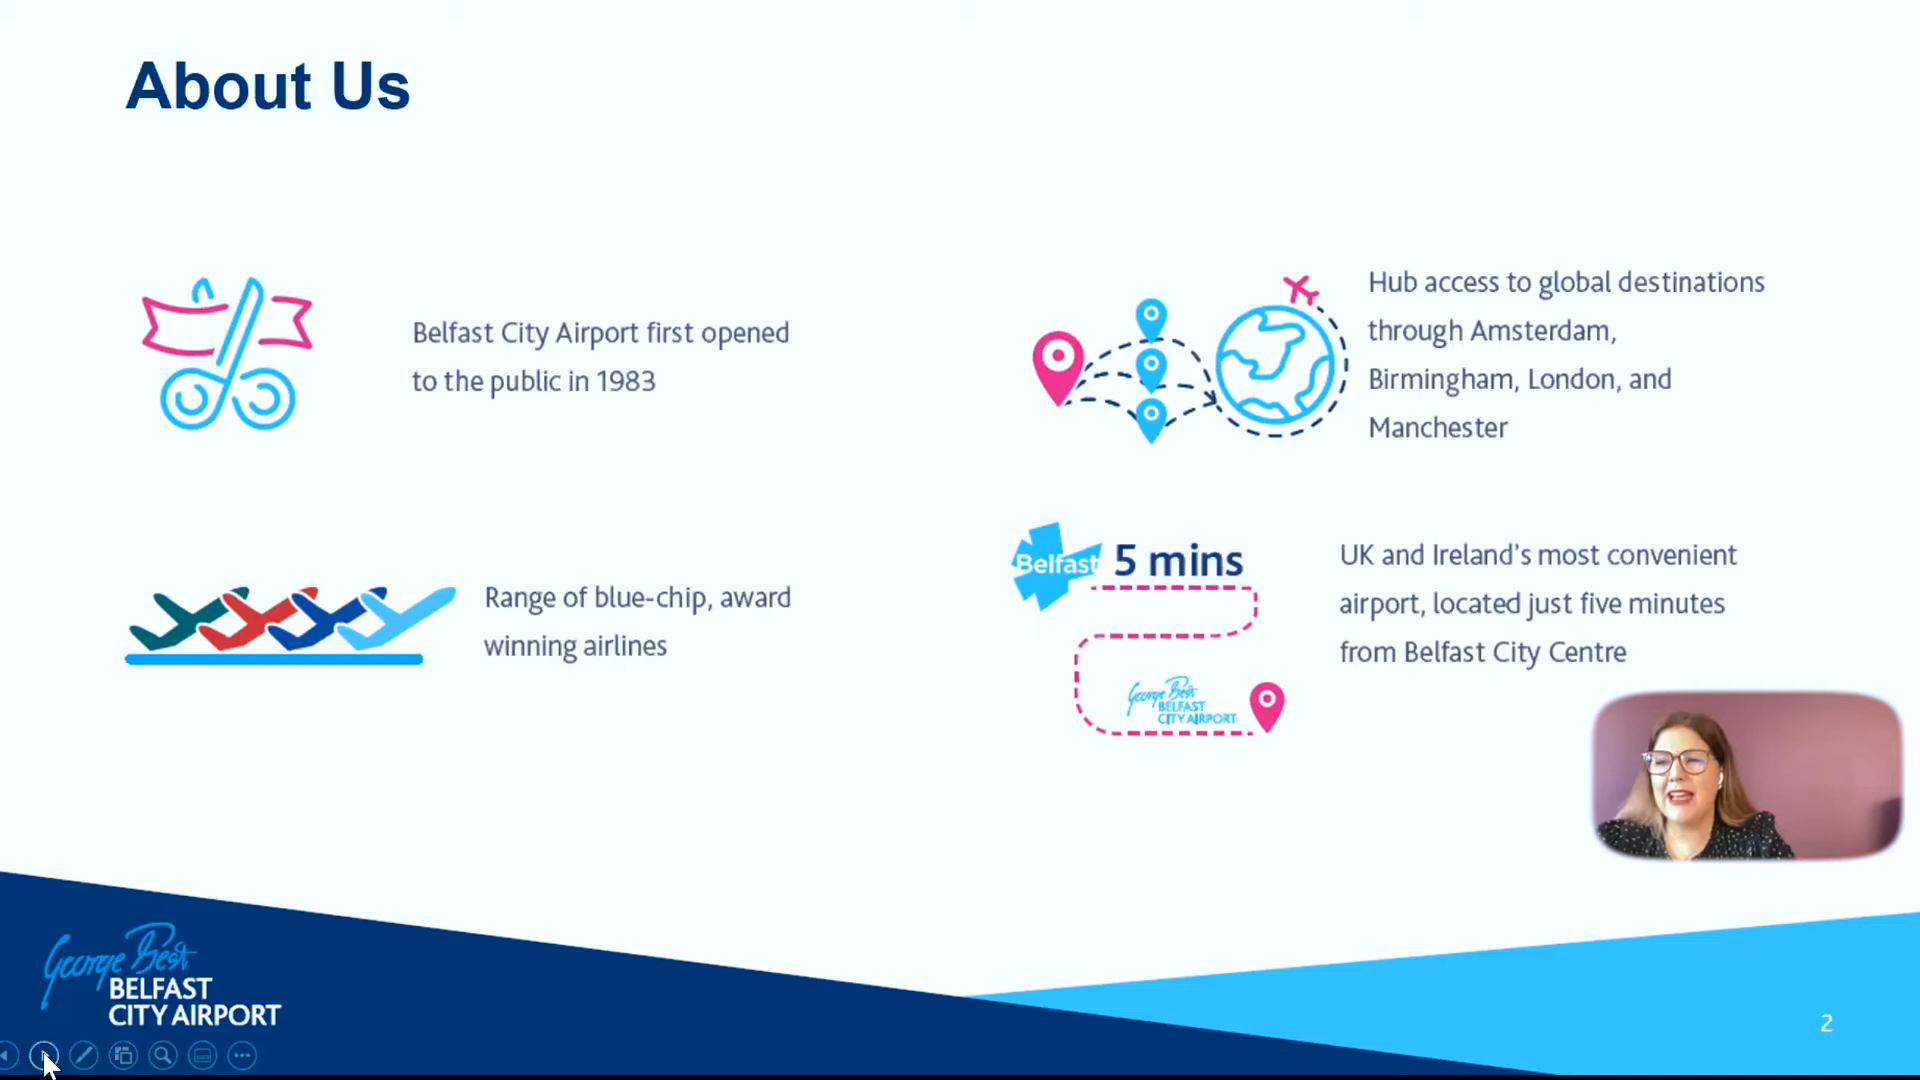 About Us
Belfast City Airport first opened
to the public in 1983
Hub access to global destinations
through Amsterdam,
Birmingham, London, and
Manchester
Range of blue-chip, award
winning airlines
Belfast
5 mins
George Best
BELFAST
CITY AIRPORT
UK and Ireland’s most convenient
airport, located just five minutes
from Belfast City Centre
George Best
BELFAST
CITY AIRPORT
2